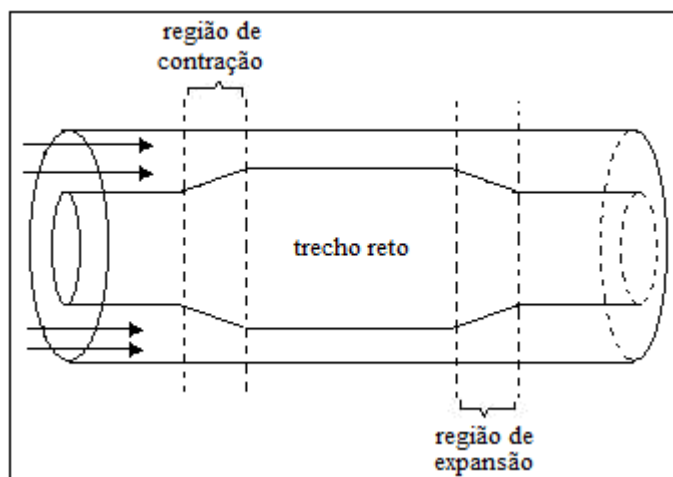 região de
contração
trecho reto
região de
expansão